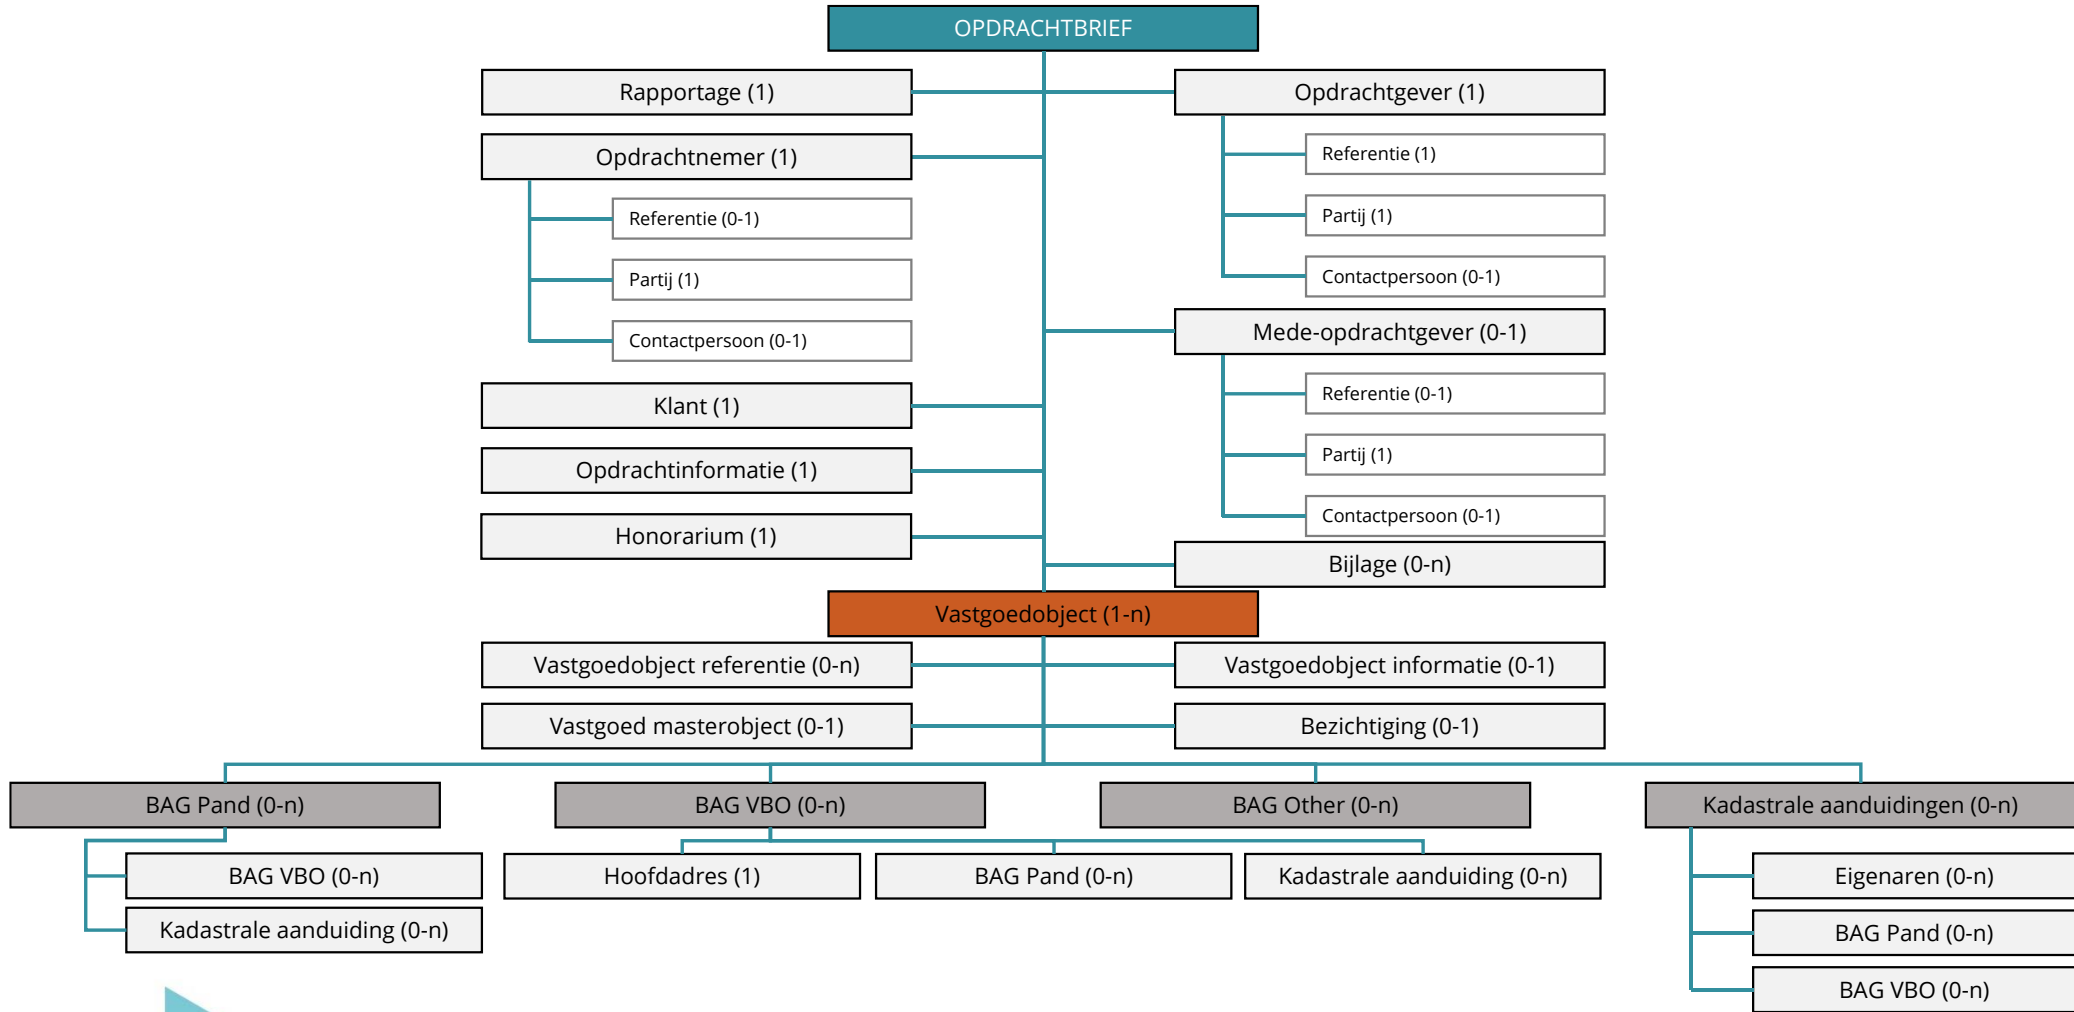 OPDRACHTBRIEF
Rapportage (1)
Opdrachtgever (1)
Opdrachtnemer (1)
Referentie (1)
Referentie (0-1)
Partij (1)
Partij (1)
Contactpersoon (0-1)
Contactpersoon (0-1)
Mede-opdrachtgever (0-1)
Klant (1)
Referentie (0-1)
Opdrachtinformatie (1)
Partij (1)
Honorarium (1)
Contactpersoon (0-1)
Bijlage (0-n)
Vastgoedobject (1-n)
Vastgoedobject referentie (0-n)
Vastgoedobject informatie (0-1)
Vastgoed masterobject (0-1)
Bezichtiging (0-1)
BAG Pand (0-n)
BAG VBO (0-n)
BAG Other (0-n)
Kadastrale aanduidingen (0-n)
BAG VBO (0-n)
Hoofdadres (1)
BAG Pand (0-n)
Kadastrale aanduiding (0-n)
Eigenaren (0-n)
Kadastrale aanduiding (0-n)
BAG Pand (0-n)
BAG VBO (0-n)